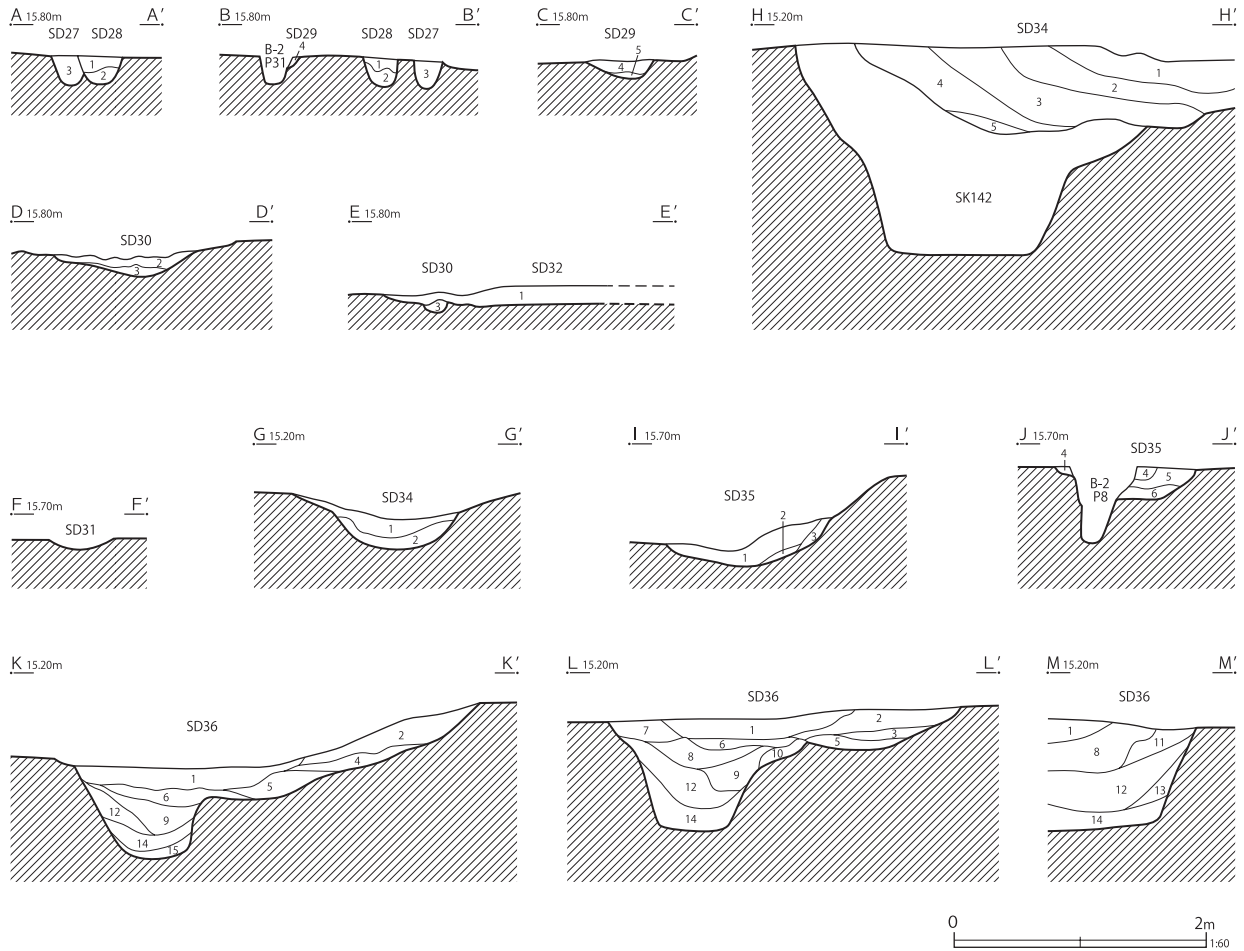 A 15.80m A′
SD27 SD28
3 1 2
B 15.80m B′
B-2 P31 SD29 4 SD28 SD27
1 2 3
C 15.80m C′
SD29
5
4
H 15.20m H′
SD34
1
2
3
4
5
SK142
D 15.80m D′
SD30
2
3
E 15.80m E′
SD30 SD32
3 1
F 15.70m F′
SD31
G 15.20m G′
SD34
1
2
I 15.70m I′
SD35
2
3
1
J 15.70m J′
SD35
4
B-2
P8
4 5
6
K 15.20m K′
SD36
2
4
1
5
6
12 9
14 15
L 15.20m L′
SD36
7 1 2
3
6 5
8 10
9
12
14
M 15.20m M′
SD36
1
11
8
12 13
14
0 2m
1:60